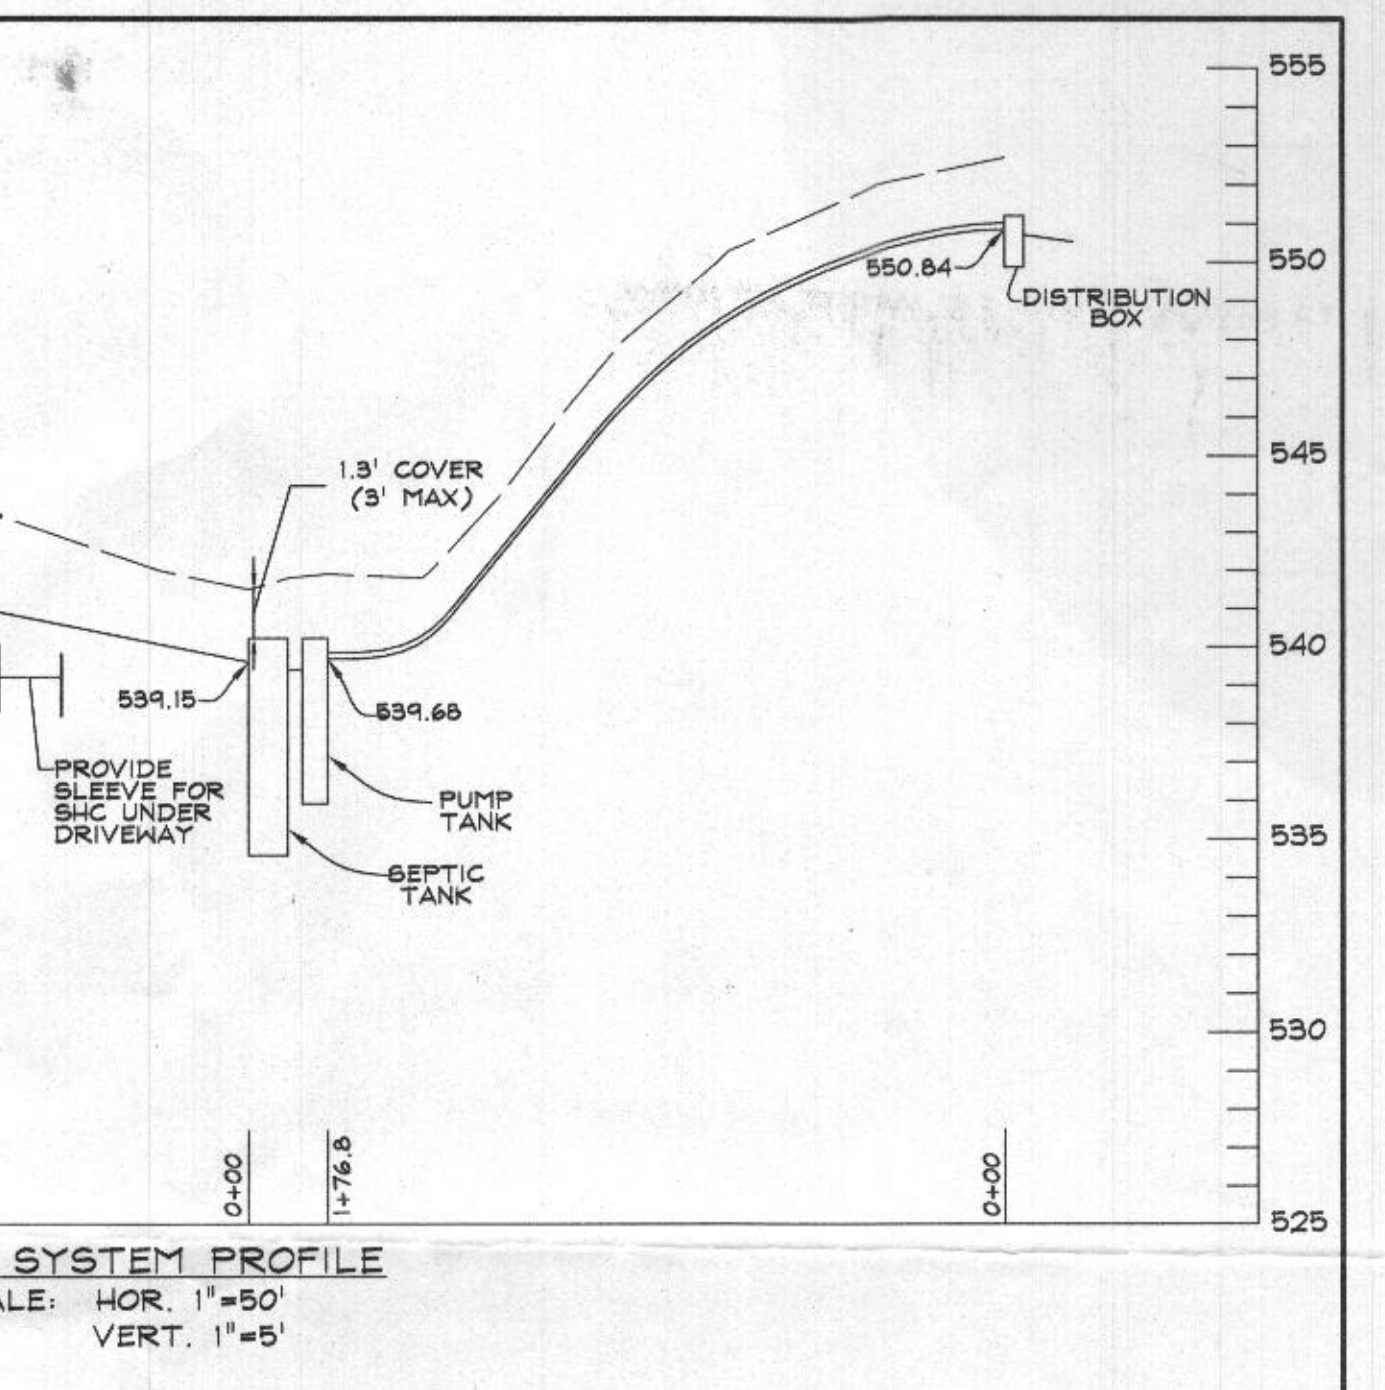 555
550
545
540
535
530
525
550.84
DISTRIBUTION
BOX
1.3' COVER
(3' MAX)
539.15
539.68
PROVIDE
SLEEVE FOR
SHC UNDER
DRIVEWAY
PUMP
TANK
SEPTIC
TANK
0+00
1+76.8
0+00
SYSTEM PROFILE
ALE: HOR. 1"=50'
VERT. 1"=5'